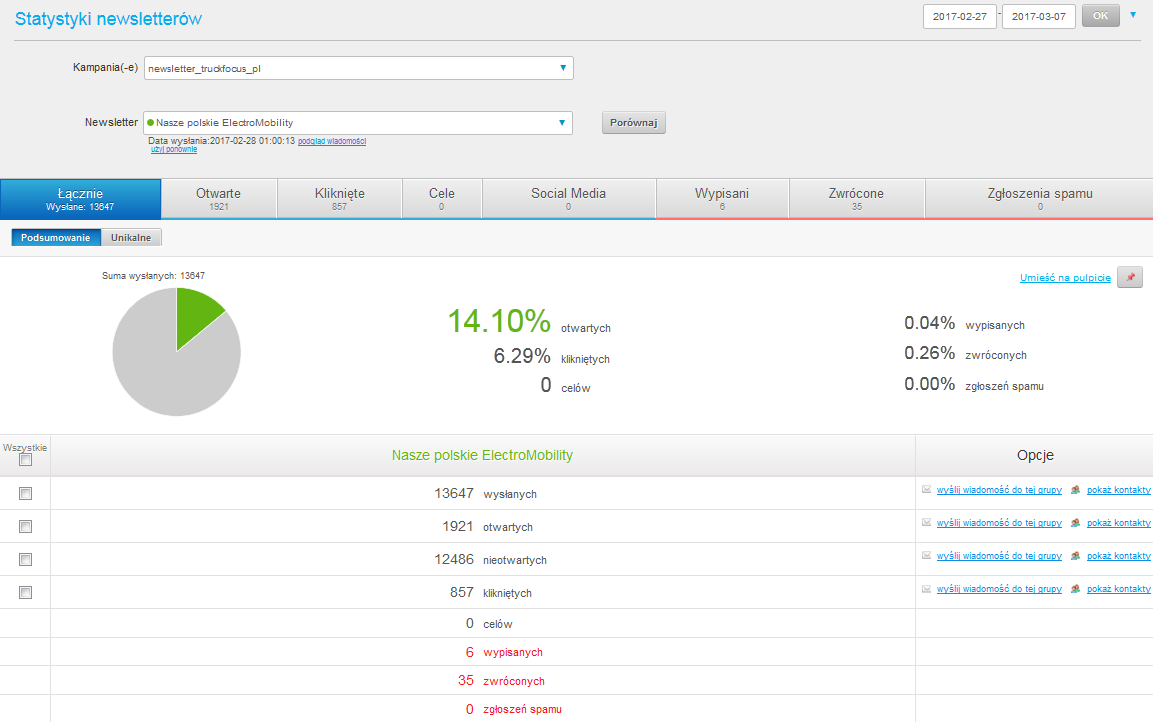 Statystyki newsletterów
2017-02-27 - 2017-03-07 OK
Kampania(-e) newsletter_truckfocus_pl
Newsletter Nasze polskie ElectroMobility Porównaj
Data wysłania:2017-02-28 01:00:13 podgląd wiadomości
użyj ponownie
Łącznie Otwarte Kliknięte Cele Social Media Wypisani Zwrócone Zgłoszenia spamu
Wysłane: 13647 1921 857 0 0 6 35 0
Podsumowanie Unikalne
Suma wysłanych: 13647
Umieść na pulpicie
14.10% otwartych
6.29% klikniętych
0 celów
0.04% wypisanych
0.26% zwróconych
0.00% zgłoszeń spamu
Wszystkie
Nasze polskie ElectroMobility Opcje
13647 wysłanych wyślij wiadomość do tej grupy pokaż kontakty
1921 otwartych wyślij wiadomość do tej grupy pokaż kontakty
12486 nieotwartych wyślij wiadomość do tej grupy pokaż kontakty
857 klikniętych wyślij wiadomość do tej grupy pokaż kontakty
0 celów
6 wypisanych
35 zwróconych
0 zgłoszeń spamu